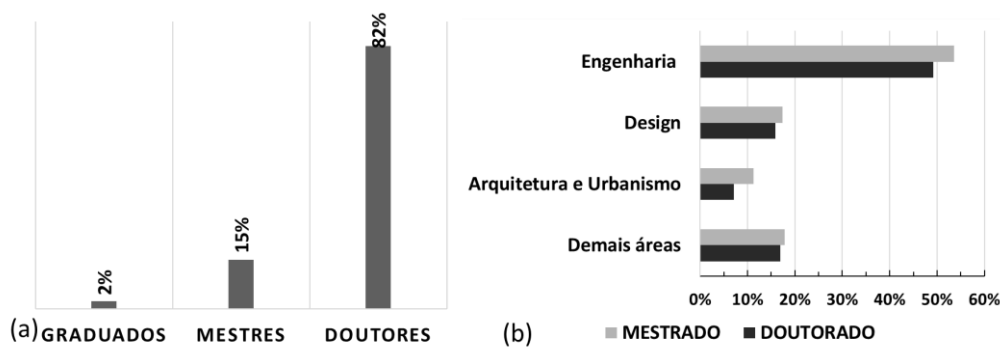 2%
15%
82%
(a) GRADUADOS MESTRES DOUTORES
Engenharia
Design
Arquitetura e Urbanismo
Demais áreas
0% 10% 20% 30% 40% 50% 60%
(b) MESTRADO DOUTORADO